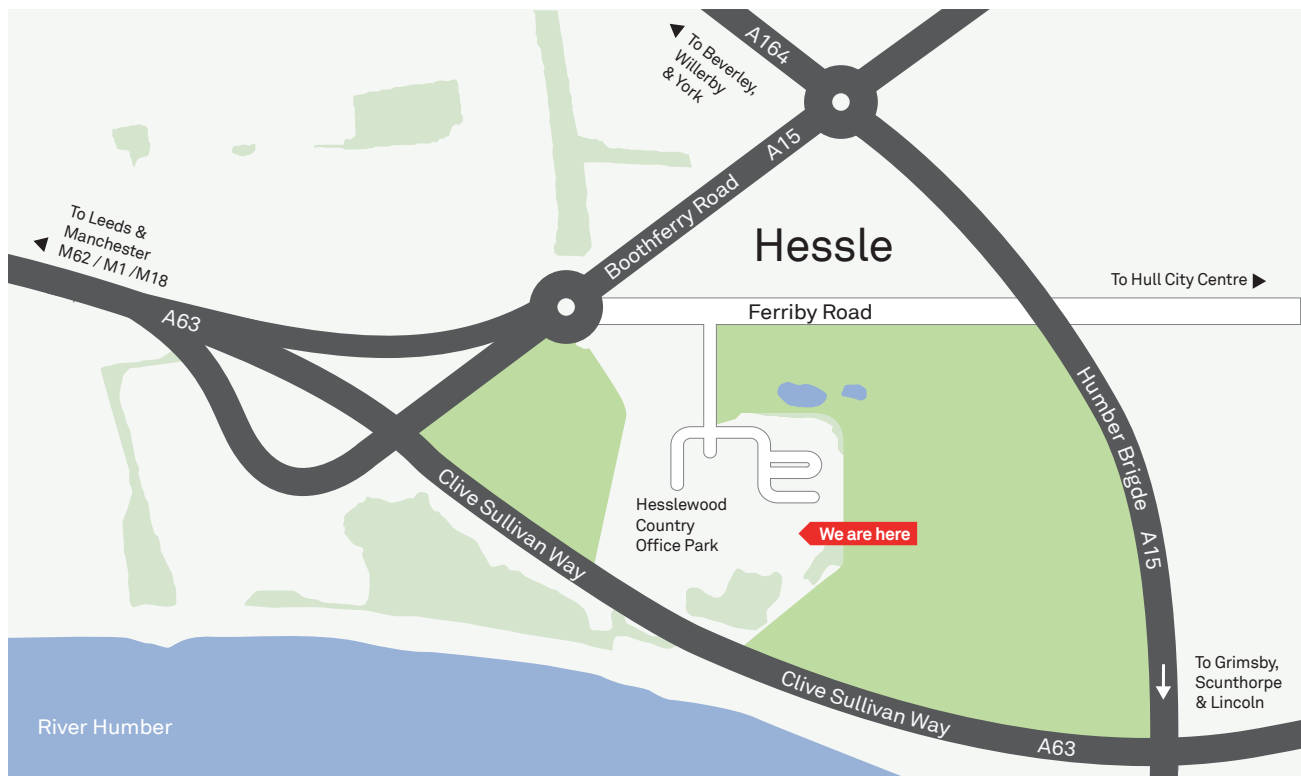 A164
To Beverley,
Willerby
& York
A15
Boothferry Road
To Leeds &
Manchester
M62 / M1 /M18
Hessle
To Hull City Centre
A63
Ferriby Road
Humber Brigde
A15
Clive Sullivan Way
Hesslewood
Country
Office Park
We are here
To Grimsby,
Scunthorpe
& Lincoln
Clive Sullivan Way
A63
River Humber